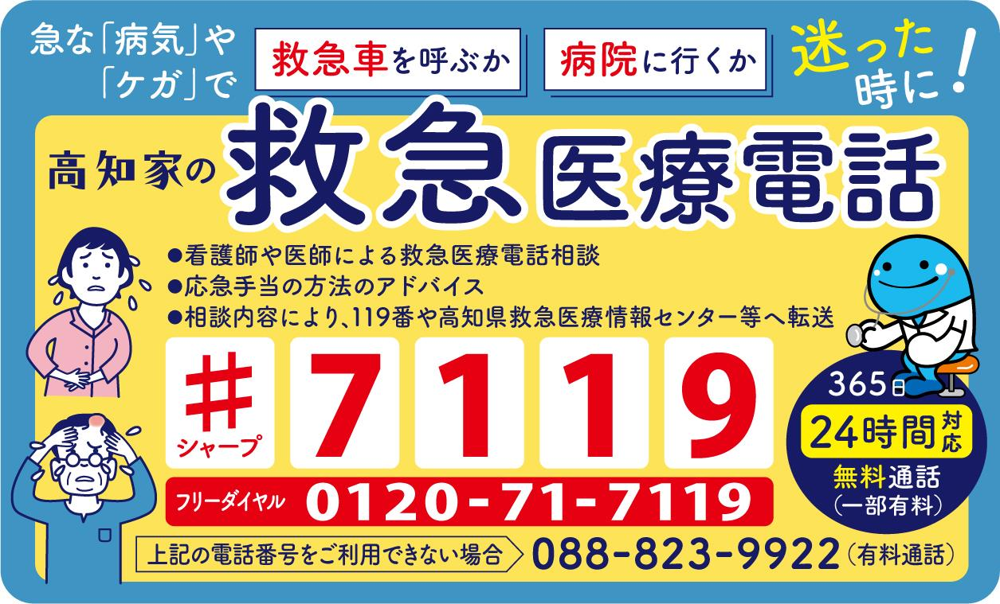 急な「病気」や
「ケガ」で
救急車を呼ぶか
病院に行くか
迷った
時に!
高知家の
救急医療電話
●看護師や医師による救急医療電話相談
●応急手当の方法のアドバイス
●相談内容により、119番や高知県救急医療情報センター等へ転送
#7119
シャープ
365日
24時間対応
無料通話
(一部有料)
フリーダイヤル 0120-71-7119
上記の電話番号をご利用できない場合 088-823-9922(有料通話)